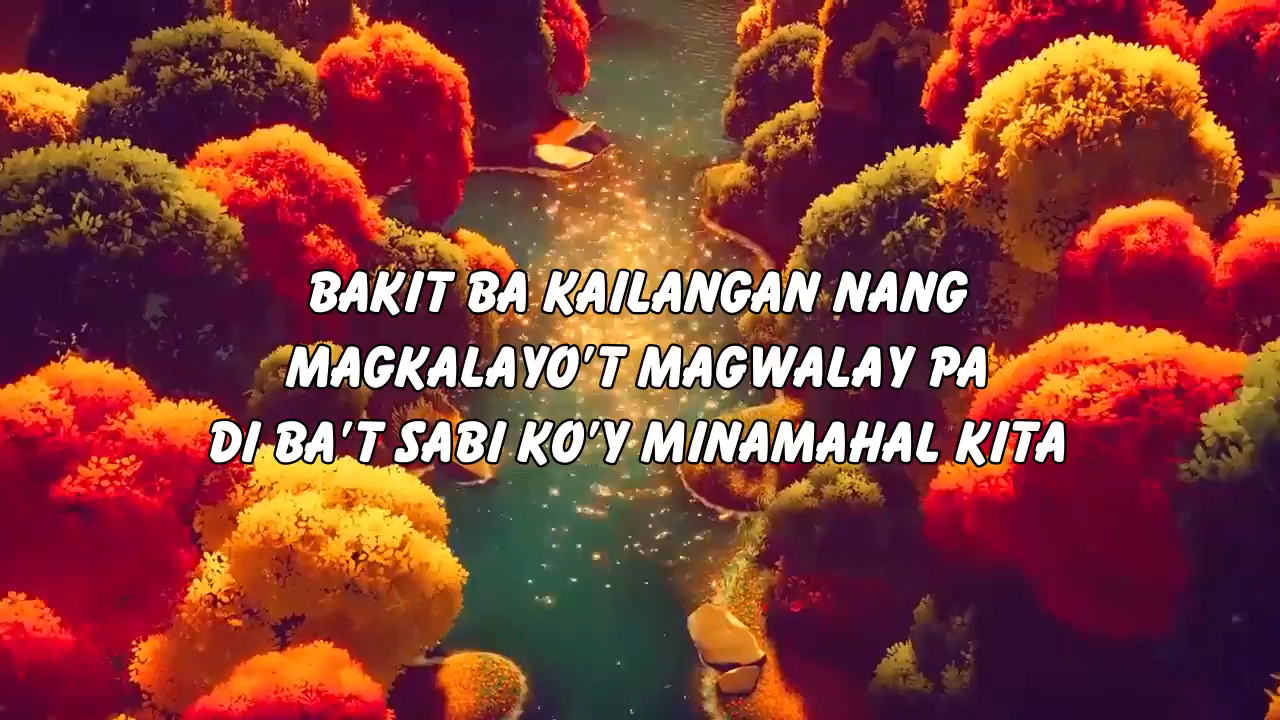 BAKIT BA KAILANGAN NANG
MAGKALAYO'T MAGWALAY PA
DI BA'T SABI KO'Y MINAMAHAL KITA